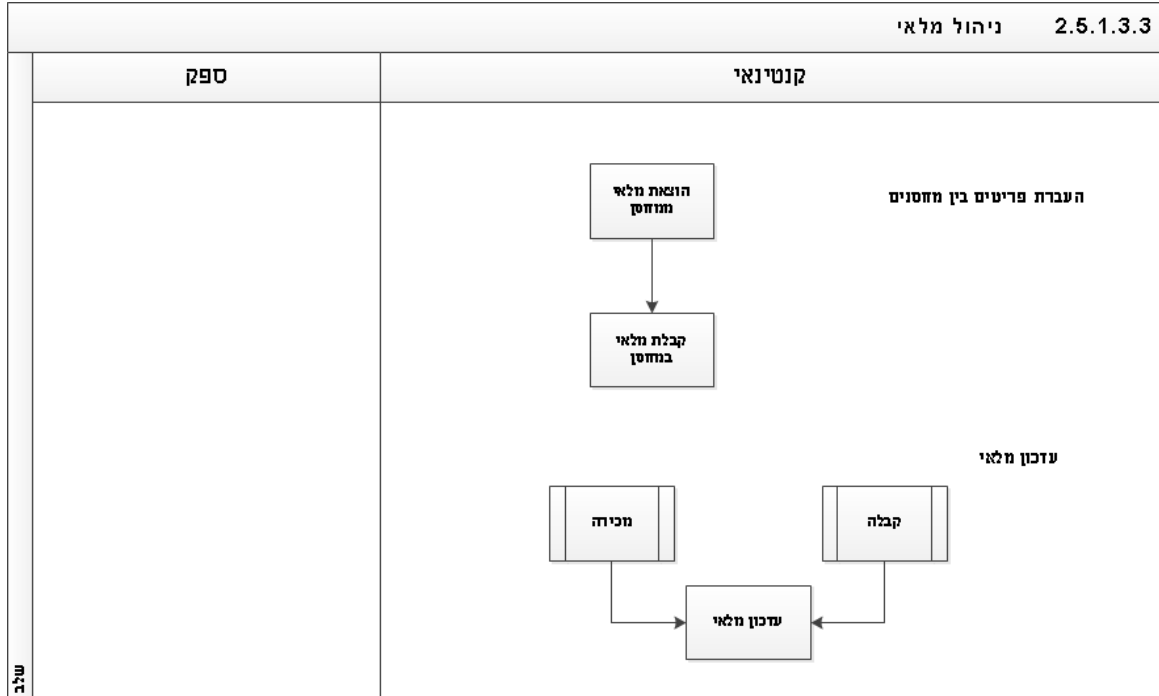 2.5.1.3.3 ניהול מלאי
קנטינאי
ספק
העברת פריטים בין מחסנים
הוצאת מלאי
ממחסן
קבלת מלאי
במחסן
עדכון מלאי
קבלה
מכירה
עדכון מלאי
שלב